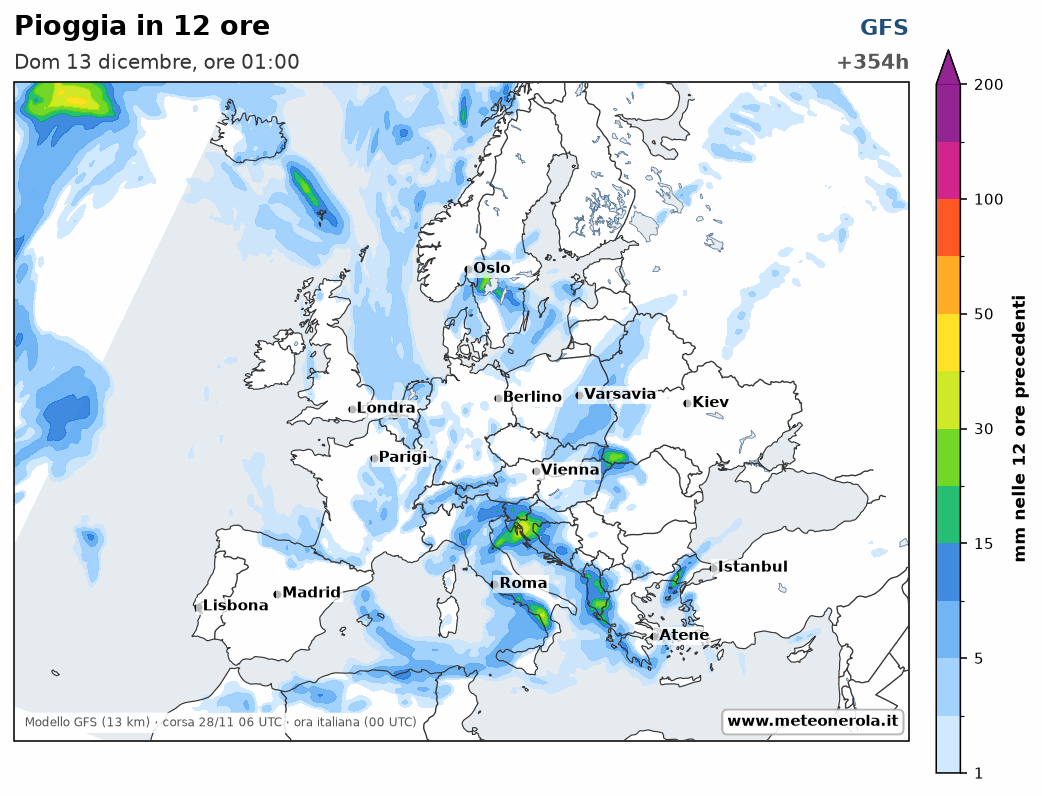 Pioggia in 12 ore
GFS
Dom 13 dicembre, ore 01:00
+354h
200
100
50
30
15
5
1
mm nelle 12 ore precedenti
Oslo
Berlino
Varsavia
Kiev
Londra
Parigi
Vienna
Istanbul
Roma
Madrid
Lisbona
Atene
Modello GFS (13 km) · corsa 28/11 06 UTC · ora italiana (00 UTC)
www.meteonerola.it